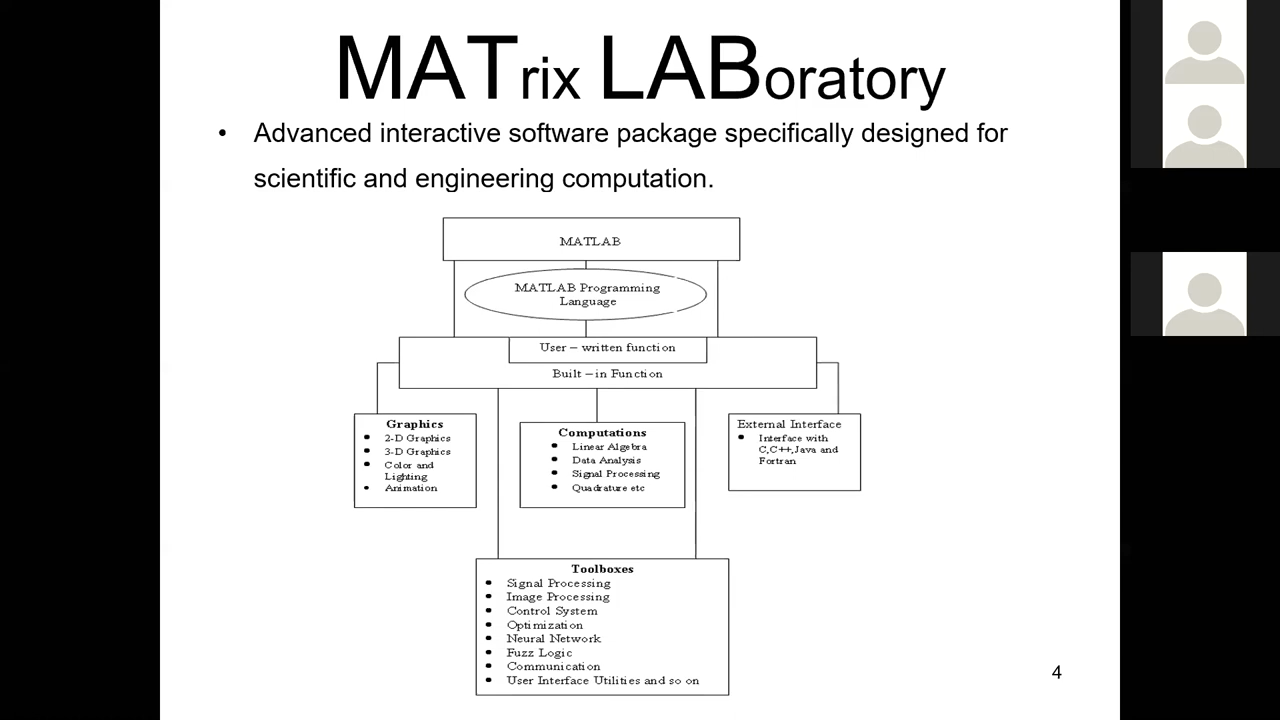 MATrix LABoratory
• Advanced interactive software package specifically designed for
scientific and engineering computation.
MATLAB
MATLAB Programming
Language
User – written function
Built – in Function
Graphics
• 2-D Graphics
• 3-D Graphics
• Color and
Lighting
• Animation
Computations
• Linear Algebra
• Data Analysis
• Signal Processing
• Quadrature etc
External Interface
• Interface with
C,C++,Java and
Fortran
Toolboxes
• Signal Processing
• Image Processing
• Control System
• Optimization
• Neural Network
• Fuzz Logic
• Communication
• User Interface Utilities and so on
4